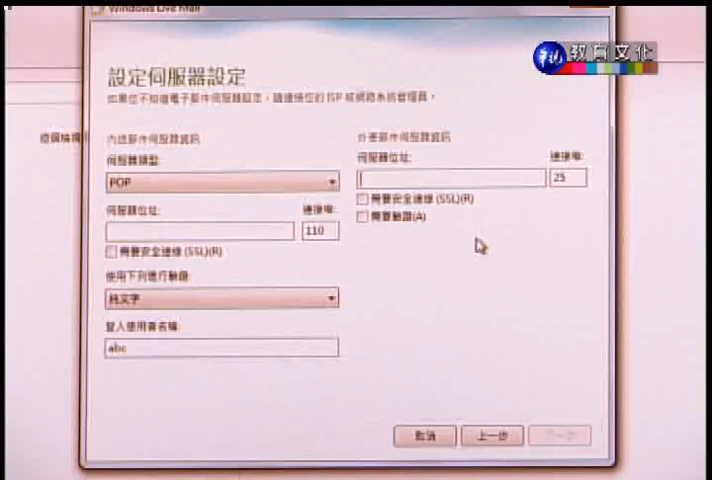 Windows Live Mail
教育文化
設定伺服器設定
如果您不知道電子郵件伺服器設定，請連絡您的 ISP 或網路系統管理員。
內送郵件伺服器資訊
伺服器類型:
POP
伺服器位址:
連接埠:
110
需要安全連線 (SSL)(R)
使用下列進行驗證:
純文字
登入使用者名稱:
abc
外寄郵件伺服器資訊
伺服器位址:
連接埠:
25
需要安全連線 (SSL)(R)
需要驗證(A)
取消
上一步
下一步